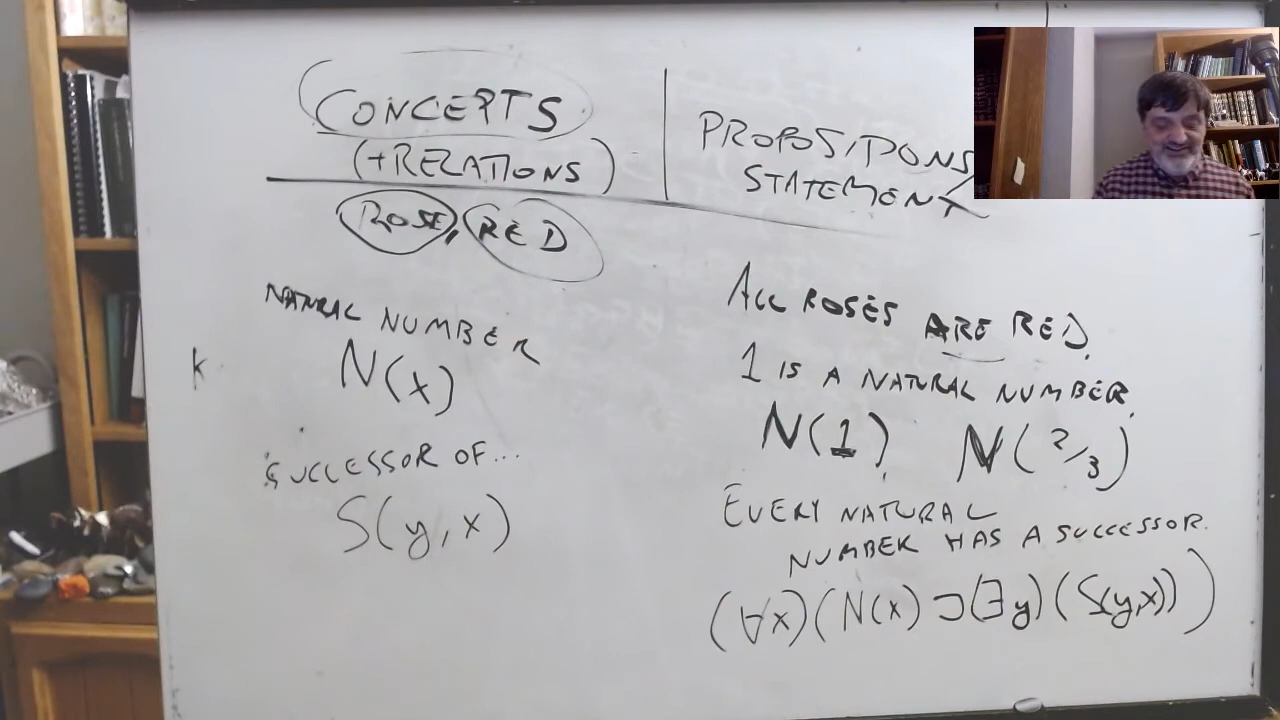 CONCEPTS
(+RELATIONS)
ROSE, RED
NATURAL NUMBER
N(x)
K
SUCCESSOR OF...
S(y,x)
PROPOSITIONS
STATEMENT
ALL ROSES ARE RED.
1 IS A NATURAL NUMBER.
N(1) N(2/3)
EVERY NATURAL
NUMBER HAS A SUCCESSOR.
(∀x)(N(x) ⊃ (∃y)(S(y,x)))